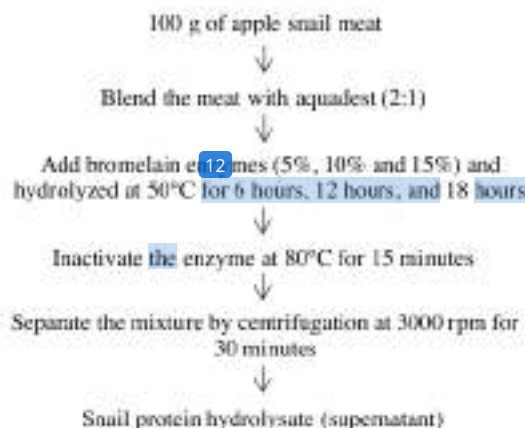 100 g of apple snail meat
Blend the meat with aquadest (2:1)
12
Add bromelain enzymes (5%, 10% and 15%) and
hydrolyzed at 50°C for 6 hours, 12 hours, and 18 hours
Inactivate the enzyme at 80°C for 15 minutes
Separate the mixture by centrifugation at 3000 rpm for
30 minutes
Snail protein hydrolysate (supernatant)